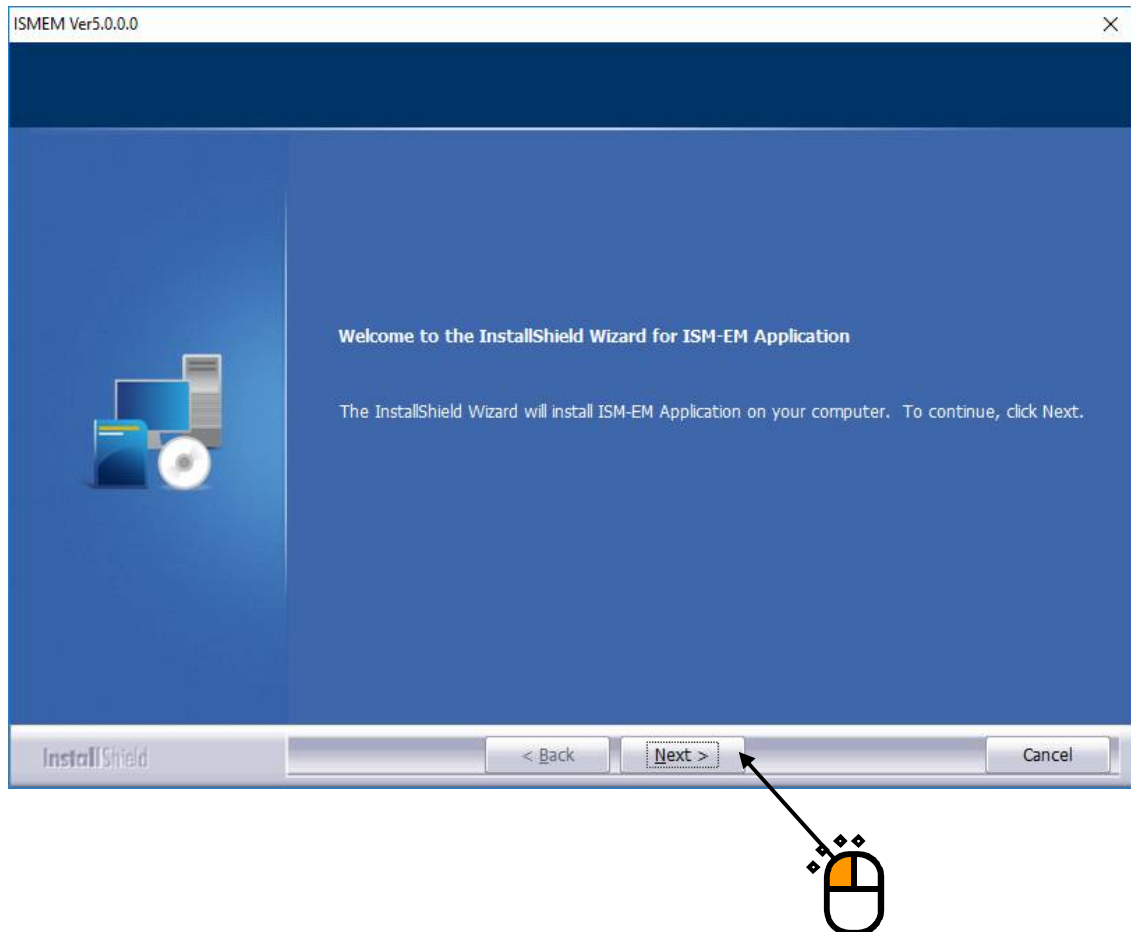 ISMEM Ver5.0.0.0
Welcome to the InstallShield Wizard for ISM-EM Application
The InstallShield Wizard will install ISM-EM Application on your computer.  To continue, click Next.
InstallShield
< Back
Next >
Cancel